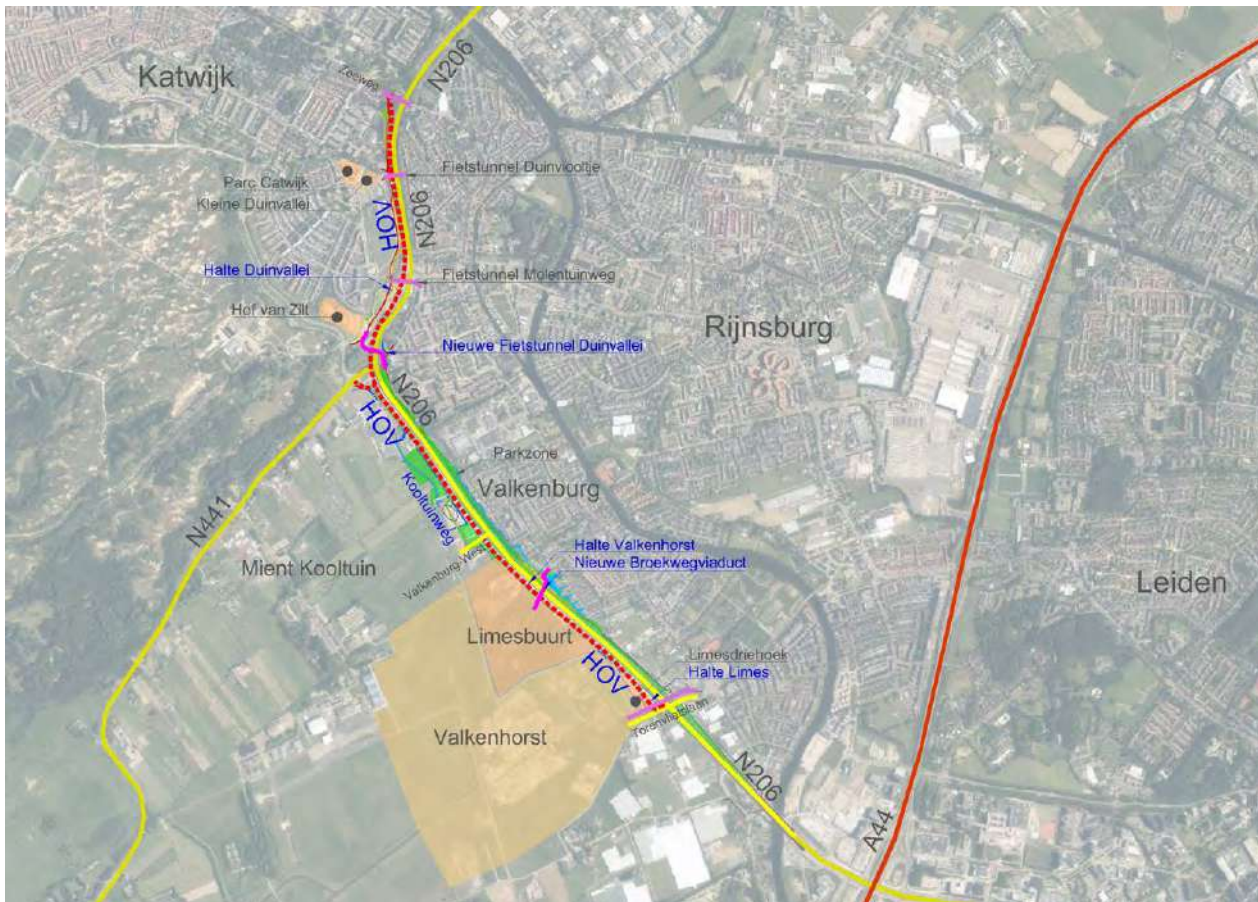 Katwijk
Zeeweg
N206
Fietstunnel Duinviooltje
Parc Catwijk
Kleine Duinvallei
HOV
N206
Halte Duinvallei
Fietstunnel Molentuinweg
Hof van Zilt
Rijnsburg
Nieuwe Fietstunnel Duinvallei
N206
HOV
Parkzone
Valkenburg
Kooltuinweg
N441
Halte Valkenhorst
Nieuwe Broekwegviaduct
Mient Kooltuin
Valkenburg-West
Leiden
Limesbuurt
Limesdriehoek
Halte Limes
HOV
Torenvlietslaan
Valkenhorst
N206
A44